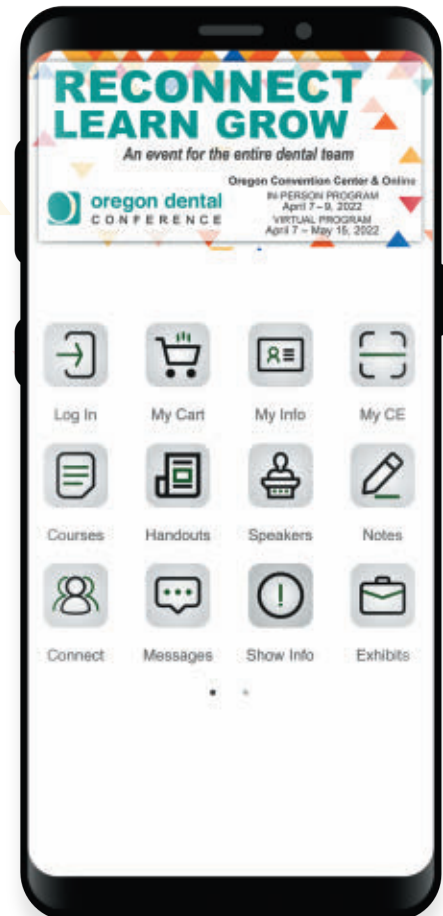 RECONNECT
LEARN GROW
An event for the entire dental team
Oregon Convention Center & Online
IN-PERSON PROGRAM
April 7–9, 2022
VIRTUAL PROGRAM
April 7 – May 15, 2022
oregon dental
CONFERENCE
Log In My Cart My Info My CE
Courses Handouts Speakers Notes
Connect Messages Show Info Exhibits